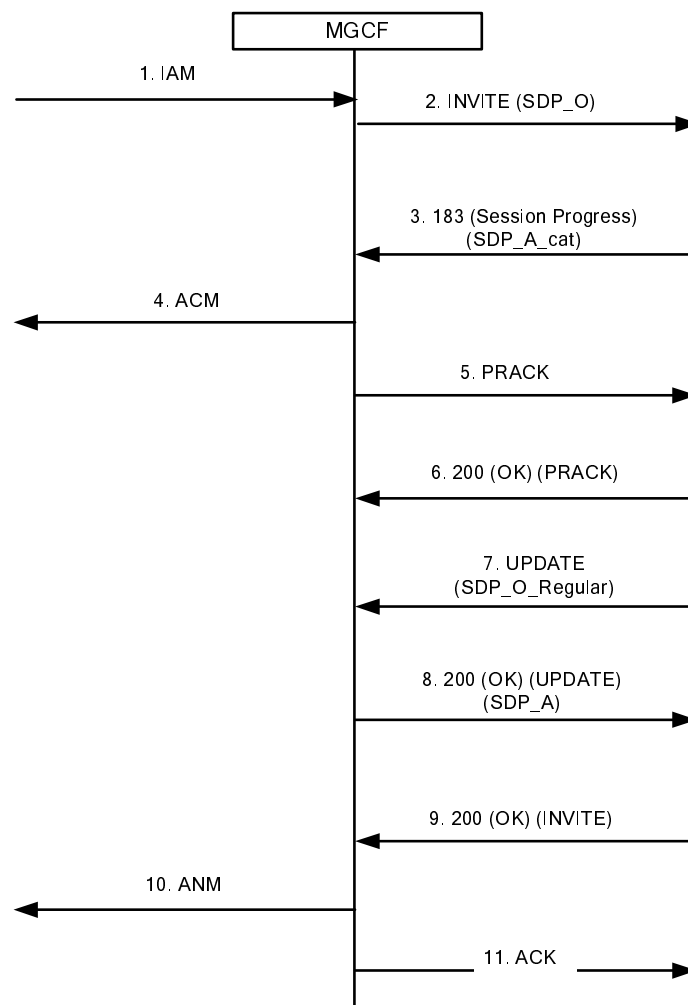 MGCF
1. IAM
2. INVITE (SDP_O)
3. 183 (Session Progress)
(SDP_A_cat)
4. ACM
5. PRACK
6. 200 (OK) (PRACK)
7. UPDATE
(SDP_O_Regular)
8. 200 (OK) (UPDATE)
(SDP_A)
9. 200 (OK) (INVITE)
10. ANM
11. ACK